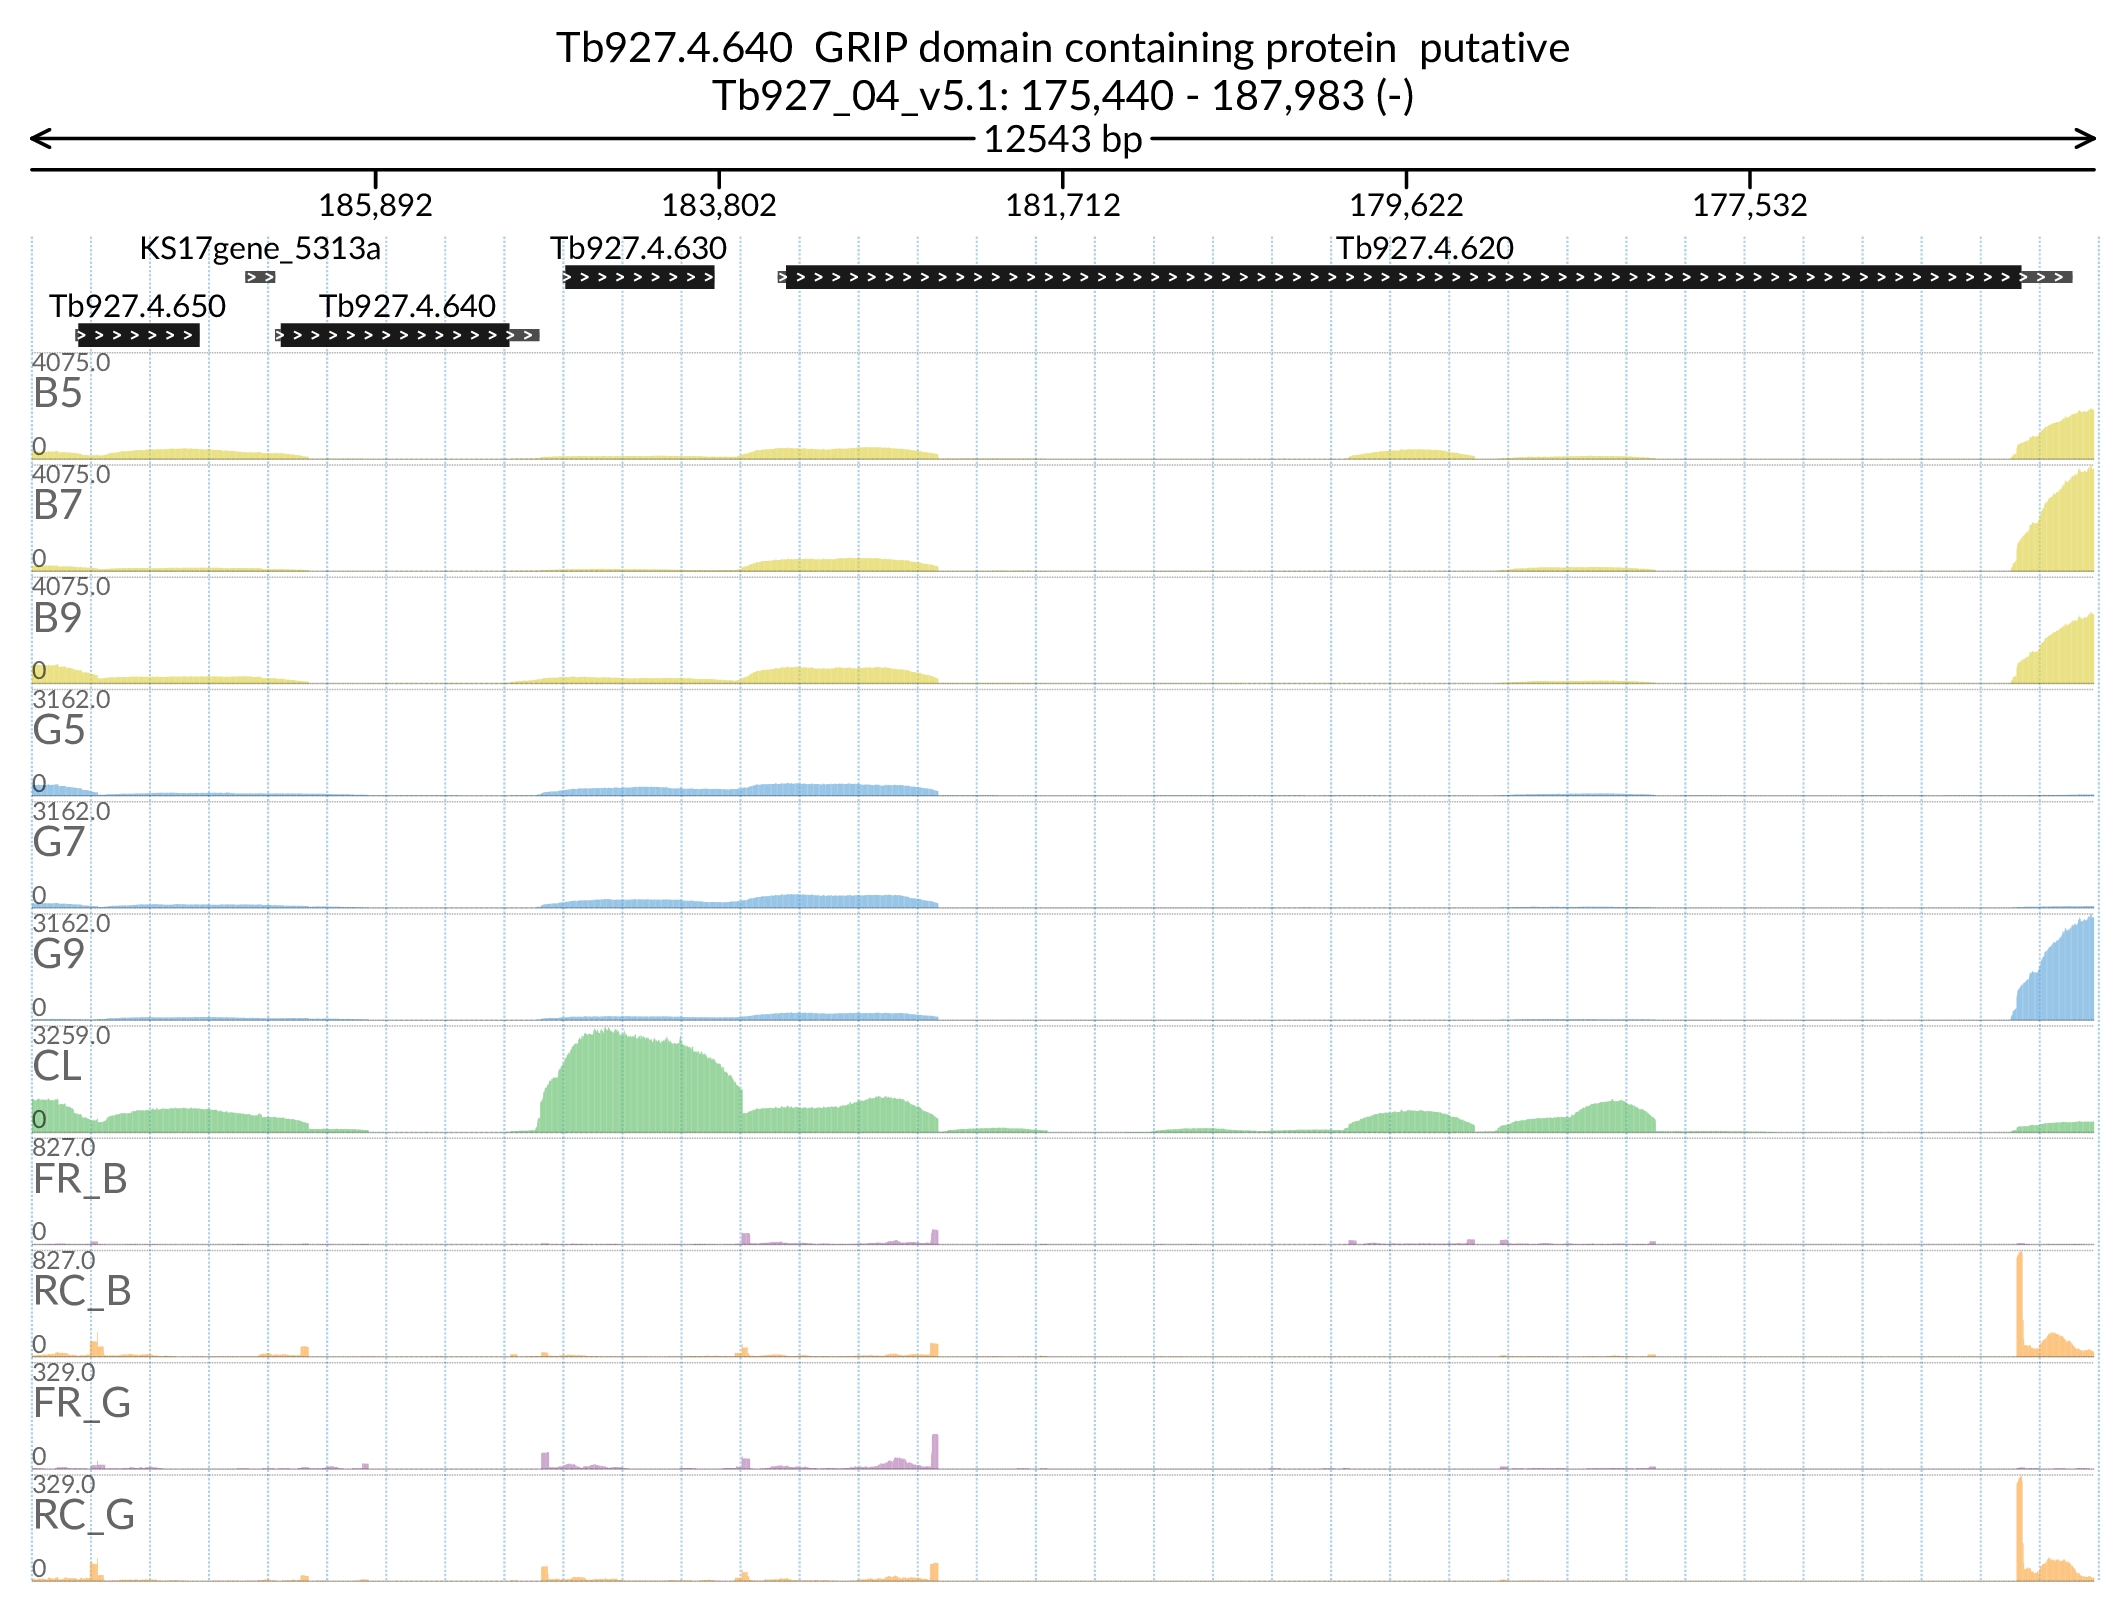 Tb927.4.640  GRIP domain containing protein  putative
Tb927_04_v5.1: 175,440 - 187,983 (-)
12543 bp
185,892 183,802 181,712 179,622 177,532
KS17gene_5313a Tb927.4.630 Tb927.4.620
Tb927.4.650 Tb927.4.640
4075.0
B5
0
4075.0
B7
0
4075.0
B9
0
3162.0
G5
0
3162.0
G7
0
3162.0
G9
0
3259.0
CL
0
827.0
FR_B
0
827.0
RC_B
0
329.0
FR_G
0
329.0
RC_G
0